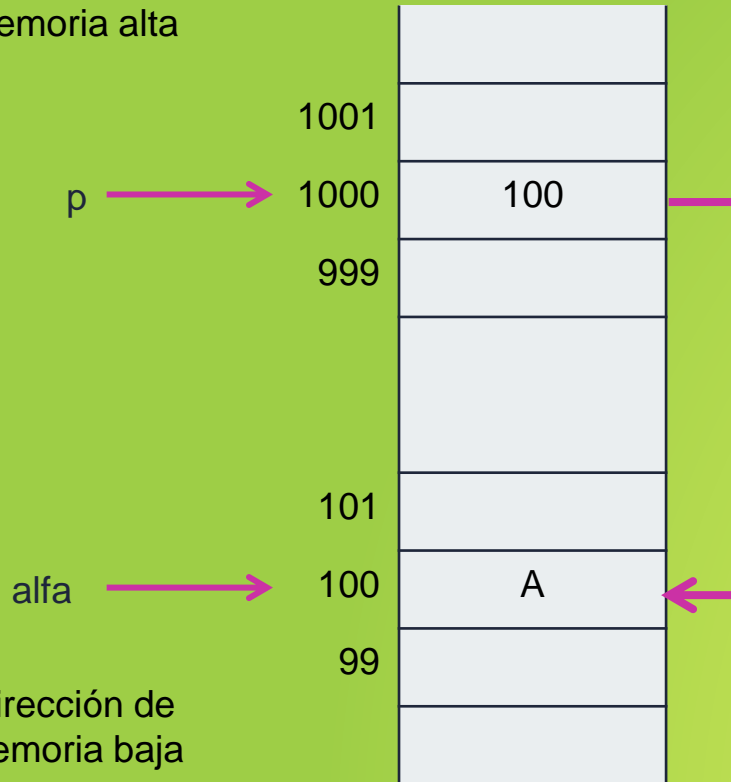 emoria alta
1001
p 1000 100
999
101
alfa 100 A
99
irección de
emoria baja